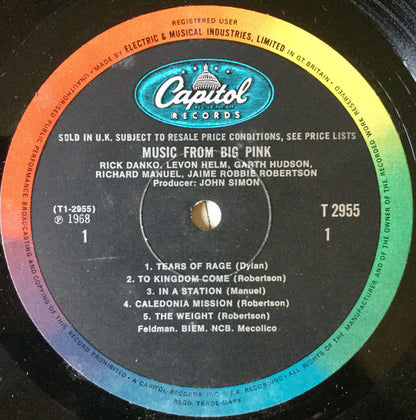 REGISTERED USER
· MADE BY ELECTRIC & MUSICAL INDUSTRIES, LIMITED IN GT. BRITAIN ·
Capitol
RECORDS
SOLD IN U.K. SUBJECT TO RESALE PRICE CONDITIONS, SEE PRICE LISTS
MUSIC FROM BIG PINK
RICK DANKO, LEVON HELM, GARTH HUDSON,
RICHARD MANUEL, JAIME ROBBIE ROBERTSON
Producer: JOHN SIMON
(T1-2955)
℗ 1968
1
T 2955
1
1. TEARS OF RAGE (Dylan)
2. TO KINGDOM COME (Robertson)
3. IN A STATION (Manuel)
4. CALEDONIA MISSION (Robertson)
5. THE WEIGHT (Robertson)
Feldman. BIEM. NCB. Mecolico
ALL RIGHTS OF THE MANUFACTURER AND OF THE OWNER OF THE RECORDED WORK RESERVED
UNAUTHORISED PUBLIC PERFORMANCE, BROADCASTING AND COPYING OF THIS RECORD PROHIBITED
· A CAPITOL RECORDS, INC. U.S.A. RECORDING ·
REGD. TRADE MARK